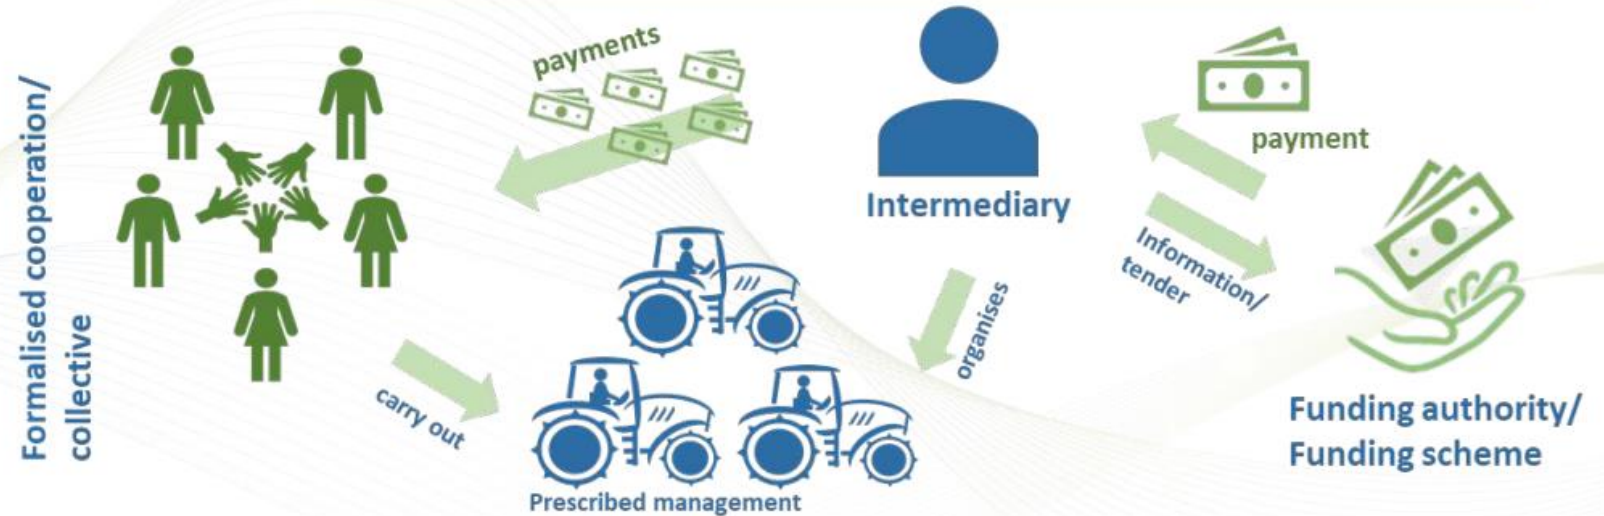 Formalised cooperation/
collective
payments
Intermediary
payment
Information/
tender
organises
carry out
Prescribed management
Funding authority/
Funding scheme